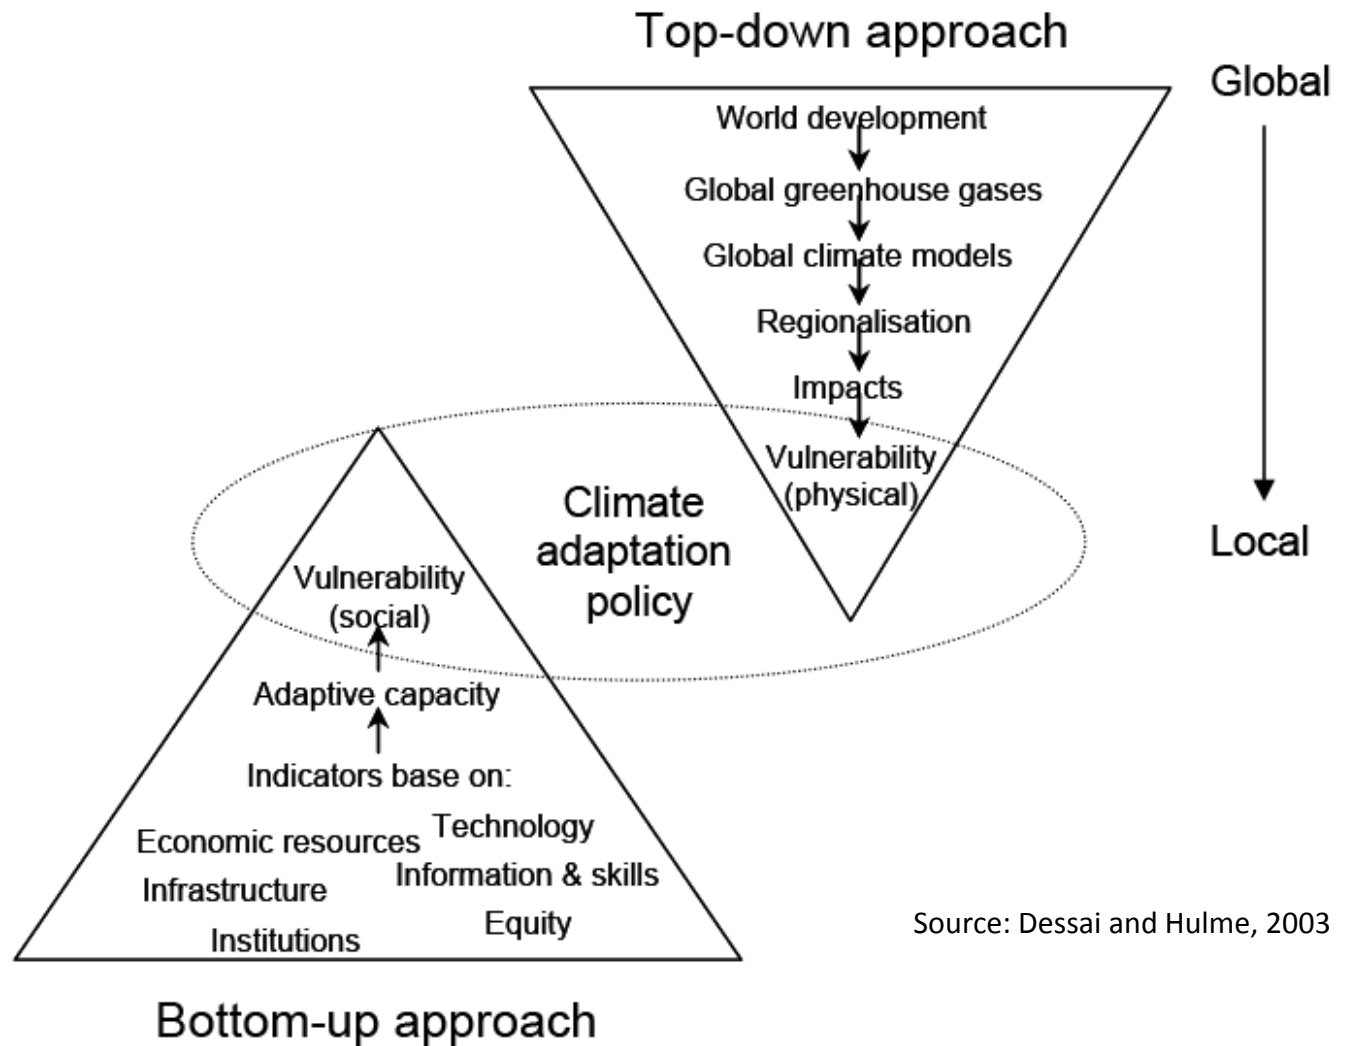 Top-down approach
Global
World development
Global greenhouse gases
Global climate models
Regionalisation
Impacts
Vulnerability
(physical)
Local
Climate
adaptation
policy
Vulnerability
(social)
Adaptive capacity
Indicators base on:
Economic resources
Technology
Infrastructure
Information & skills
Institutions
Equity
Source: Dessai and Hulme, 2003
Bottom-up approach